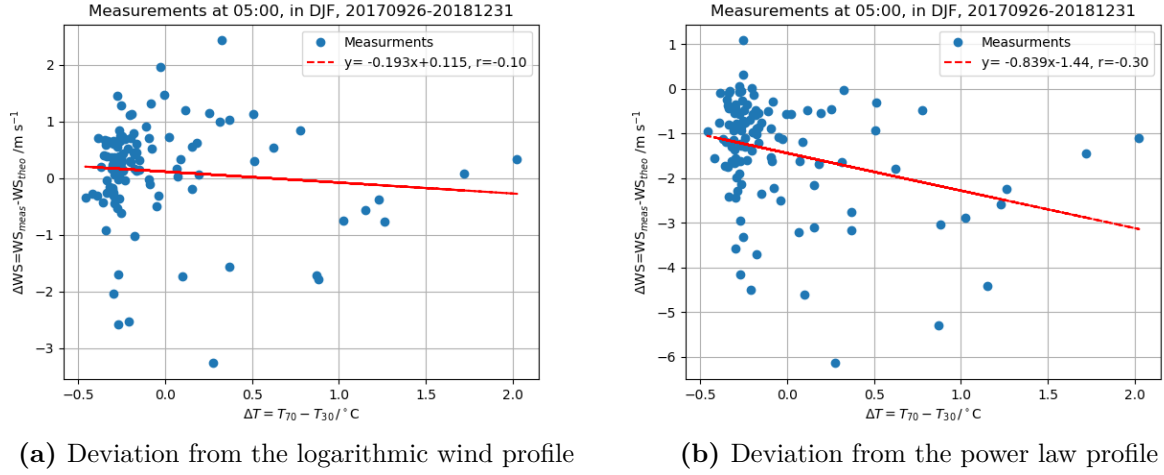 Measurements at 05:00, in DJF, 20170926-20181231
Measurments
y= -0.193x+0.115, r=-0.10
2
1
0
−1
−2
−3
ΔWS=WS_meas-WS_theo /m s⁻¹
−0.5 0.0 0.5 1.0 1.5 2.0
ΔT = T₇₀ − T₃₀/°C
(a) Deviation from the logarithmic wind profile
Measurements at 05:00, in DJF, 20170926-20181231
Measurments
y= -0.839x-1.44, r=-0.30
1
0
−1
−2
−3
−4
−5
−6
ΔWS=WS_meas-WS_theo /m s⁻¹
−0.5 0.0 0.5 1.0 1.5 2.0
ΔT = T₇₀ − T₃₀/°C
(b) Deviation from the power law profile